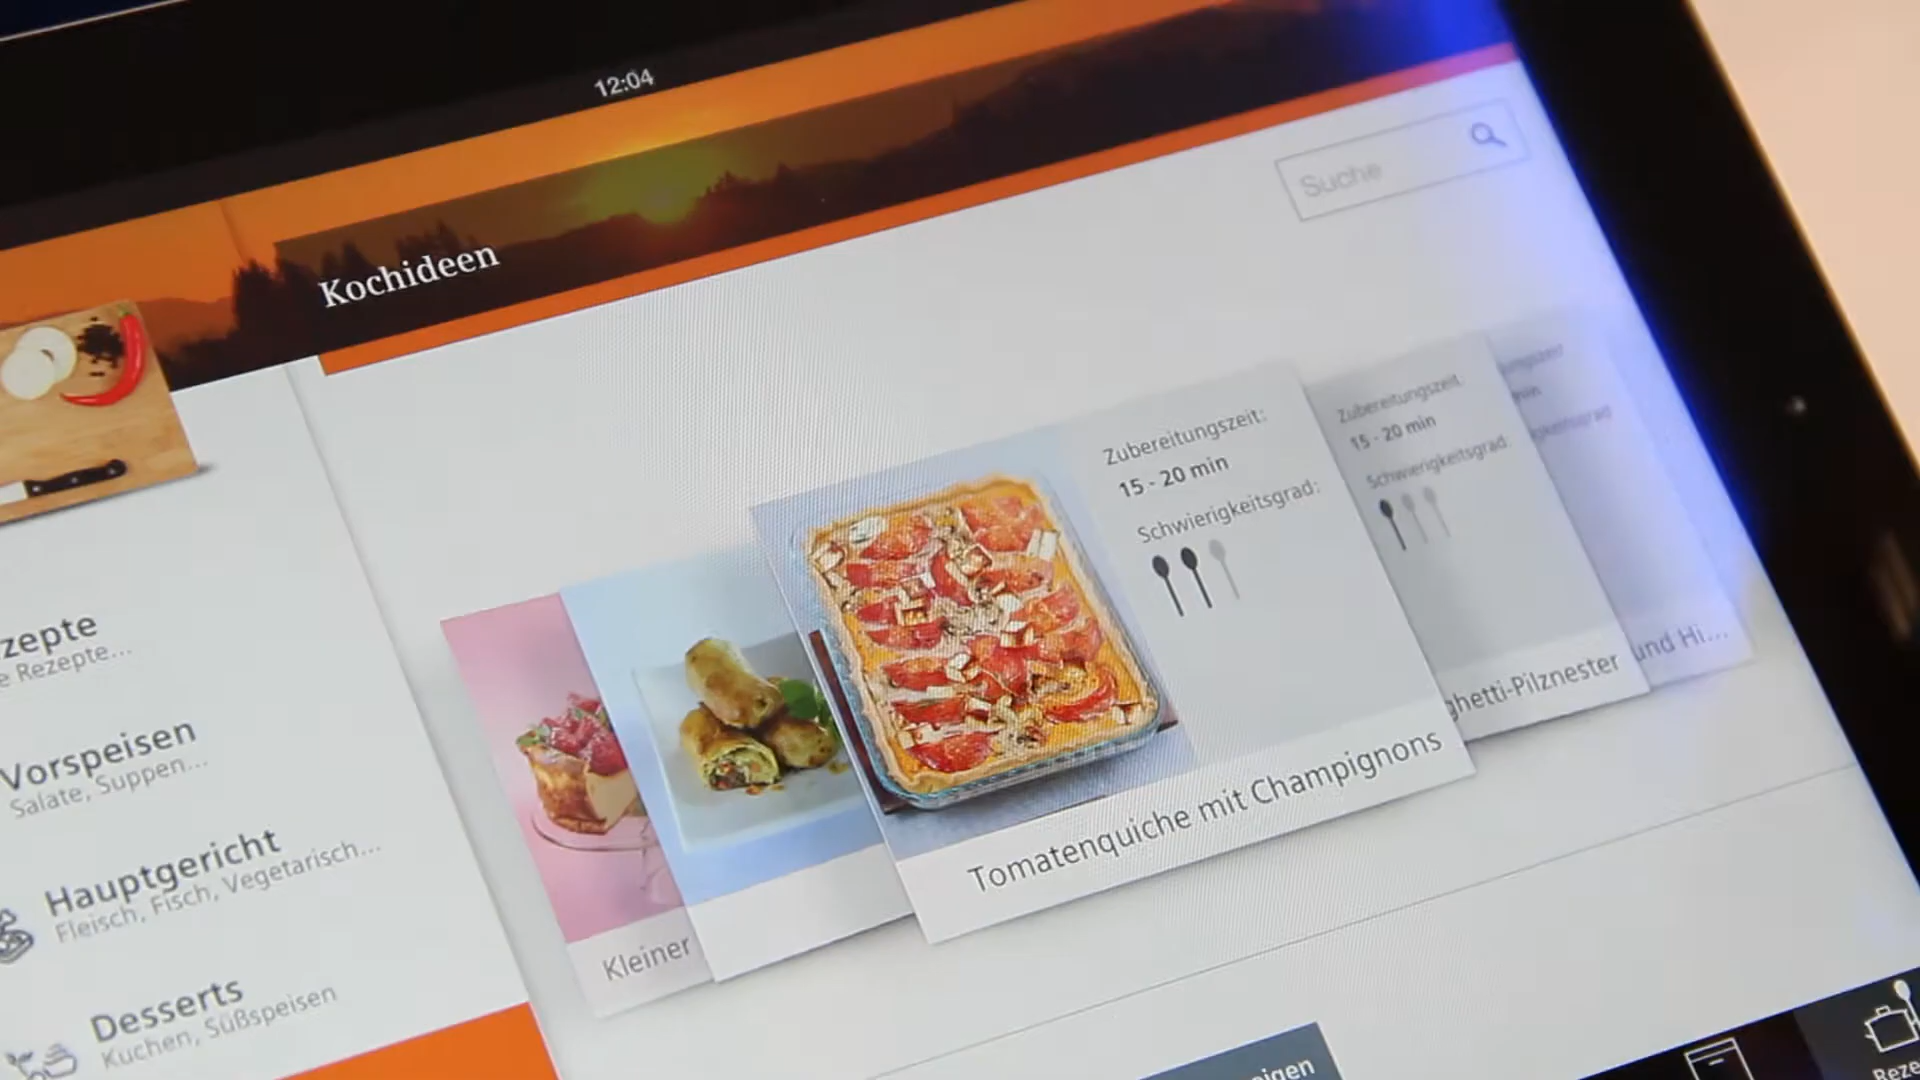 12:04
Kochideen
Suche
Zubereitungszeit:
15 - 20 min
Schwierigkeitsgrad:
Tomatenquiche mit Champignons
Zubereitungszeit:
15 - 20 min
Schwierigkeitsgrad:
ghetti-Pilznester
min
und Hi...
Kleiner
zepte
e Rezepte...
Vorspeisen
Salate, Suppen...
Hauptgericht
Fleisch, Fisch, Vegetarisch...
Desserts
Kuchen, Süßspeisen
eigen
Reze